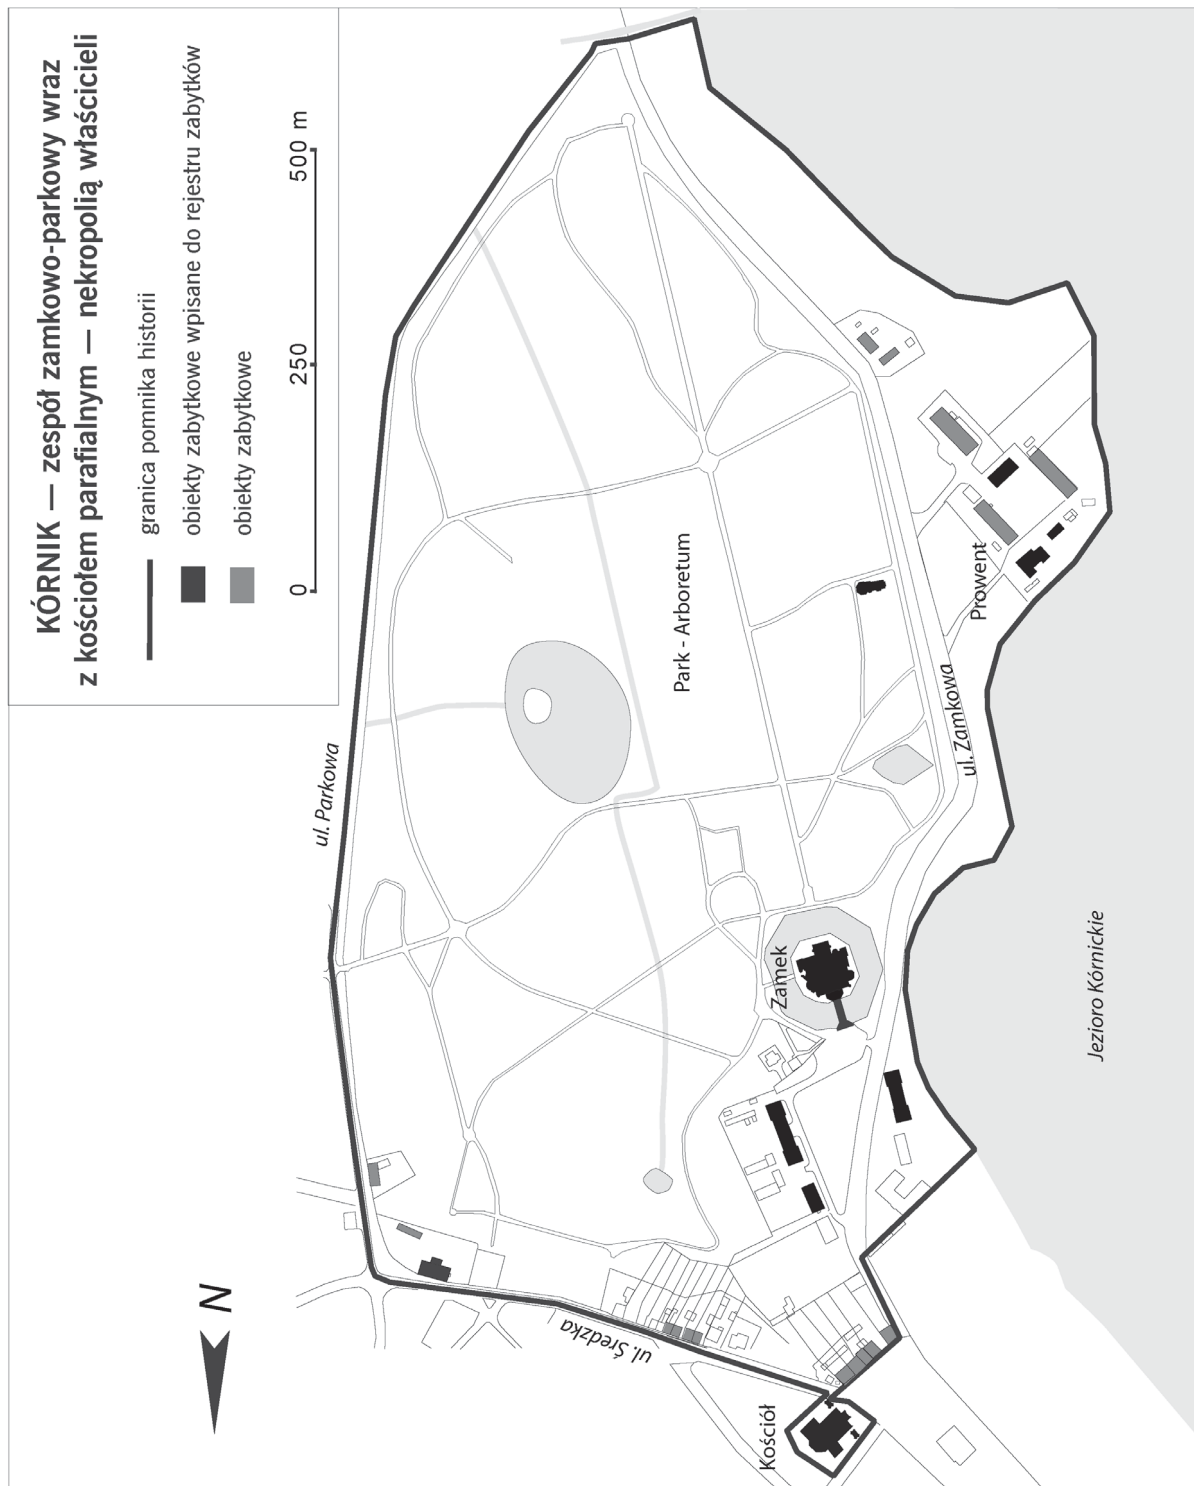 KÓRNIK — zespół zamkowo-parkowy wraz
z kościołem parafialnym — nekropolią właścicieli
granica pomnika historii
obiekty zabytkowe wpisane do rejestru zabytków
obiekty zabytkowe
0 250 500 m
ul. Parkowa
Park - Arboretum
Prowent
ul. Zamkowa
Zamek
Jezioro Kórnickie
N
ul. Średzka
Kościół